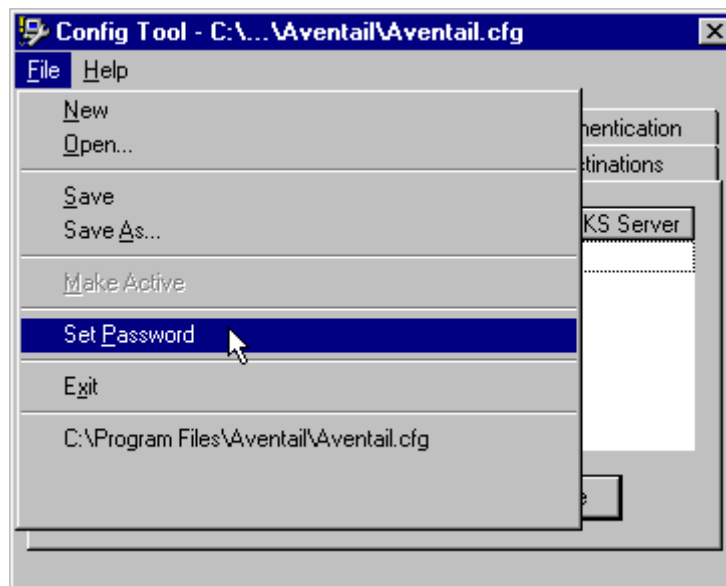 Config Tool - C:\...\Aventail\Aventail.cfg
File Help
New
Open...
Save
Save As...
Make Active
Set Password
Exit
C:\Program Files\Aventail\Aventail.cfg